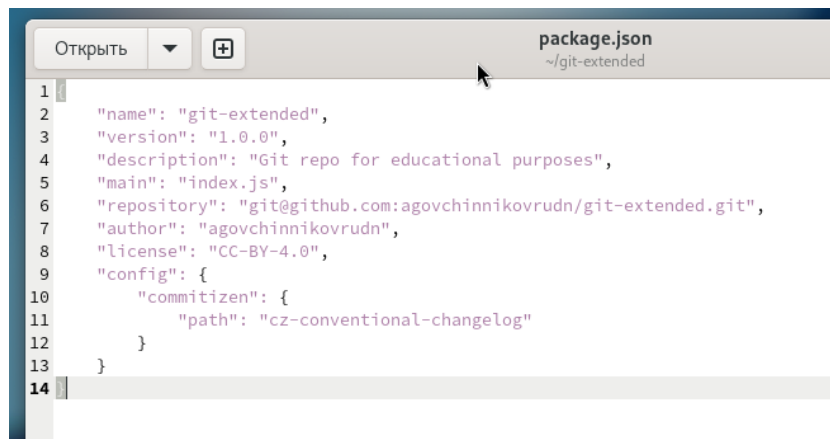 Открыть
package.json
~/git-extended
1 {
2     "name": "git-extended",
3     "version": "1.0.0",
4     "description": "Git repo for educational purposes",
5     "main": "index.js",
6     "repository": "git@github.com:agovchinnikovrudn/git-extended.git",
7     "author": "agovchinnikovrudn",
8     "license": "CC-BY-4.0",
9     "config": {
10         "commitizen": {
11             "path": "cz-conventional-changelog"
12         }
13     }
14 }